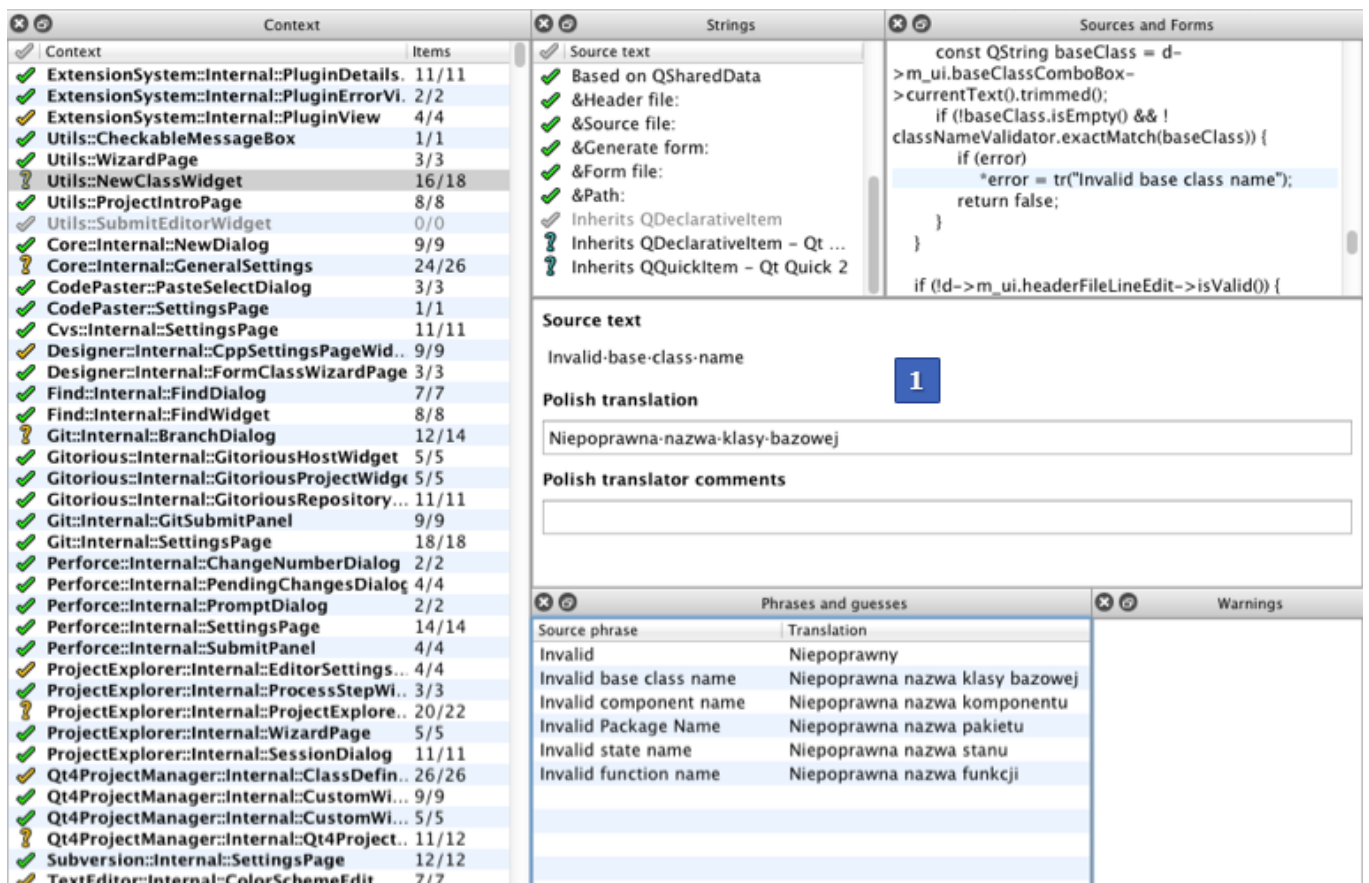 Context
Context Items
ExtensionSystem::Internal::PluginDetails. 11/11
ExtensionSystem::Internal::PluginErrorVi. 2/2
ExtensionSystem::Internal::PluginView 4/4
Utils::CheckableMessageBox 1/1
Utils::WizardPage 3/3
Utils::NewClassWidget 16/18
Utils::ProjectIntroPage 8/8
Utils::SubmitEditorWidget 0/0
Core::Internal::NewDialog 9/9
Core::Internal::GeneralSettings 24/26
CodePaster::PasteSelectDialog 3/3
CodePaster::SettingsPage 1/1
Cvs::Internal::SettingsPage 11/11
Designer::Internal::CppSettingsPageWid.. 9/9
Designer::Internal::FormClassWizardPage 3/3
Find::Internal::FindDialog 7/7
Find::Internal::FindWidget 8/8
Git::Internal::BranchDialog 12/14
Gitorious::Internal::GitoriousHostWidget 5/5
Gitorious::Internal::GitoriousProjectWidge 5/5
Gitorious::Internal::GitoriousRepository... 11/11
Git::Internal::GitSubmitPanel 9/9
Git::Internal::SettingsPage 18/18
Perforce::Internal::ChangeNumberDialog 2/2
Perforce::Internal::PendingChangesDialog 4/4
Perforce::Internal::PromptDialog 2/2
Perforce::Internal::SettingsPage 14/14
Perforce::Internal::SubmitPanel 4/4
ProjectExplorer::Internal::EditorSettings... 4/4
ProjectExplorer::Internal::ProcessStepWi.. 3/3
ProjectExplorer::Internal::ProjectExplore.. 20/22
ProjectExplorer::Internal::WizardPage 5/5
ProjectExplorer::Internal::SessionDialog 11/11
Qt4ProjectManager::Internal::ClassDefin.. 26/26
Qt4ProjectManager::Internal::CustomWi... 9/9
Qt4ProjectManager::Internal::CustomWi... 5/5
Qt4ProjectManager::Internal::Qt4Project.. 11/12
Subversion::Internal::SettingsPage 12/12
TextEditor::Internal::ColorSchemeEdit 7/7
Strings
Source text
Based on QSharedData
&Header file:
&Source file:
&Generate form:
&Form file:
&Path:
Inherits QDeclarativeItem
Inherits QDeclarativeItem - Qt ...
Inherits QQuickItem - Qt Quick 2
Sources and Forms
const QString baseClass = d-
>m_ui.baseClassComboBox-
>currentText().trimmed();
if (!baseClass.isEmpty() && !
classNameValidator.exactMatch(baseClass)) {
if (error)
*error = tr("Invalid base class name");
return false;
}
}
if (!d->m_ui.headerFileLineEdit->isValid()) {
Source text
Invalid·base·class·name
1
Polish translation
Niepoprawna·nazwa·klasy·bazowej
Polish translator comments
Phrases and guesses
Source phrase Translation
Invalid Niepoprawny
Invalid base class name Niepoprawna nazwa klasy bazowej
Invalid component name Niepoprawna nazwa komponentu
Invalid Package Name Niepoprawna nazwa pakietu
Invalid state name Niepoprawna nazwa stanu
Invalid function name Niepoprawna nazwa funkcji
Warnings